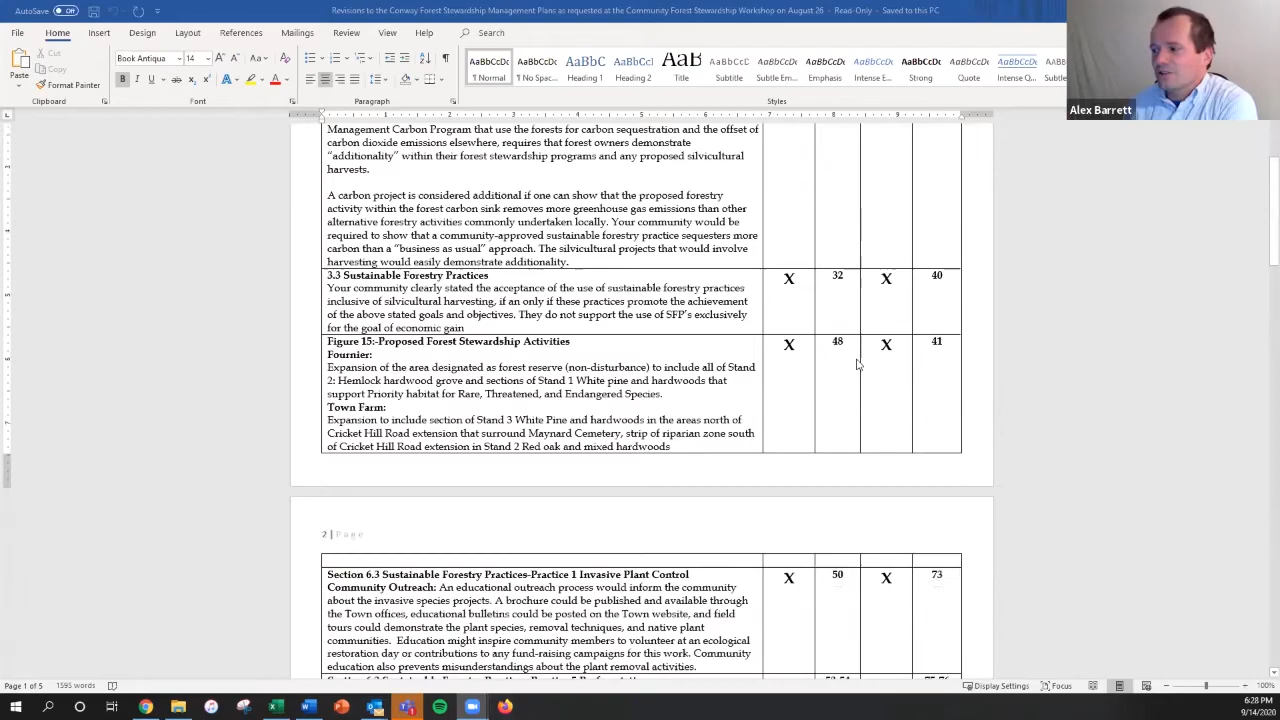 AutoSave Off Revisions to the Conway Forest Stewardship Management Plans as requested at the Community Forest Stewardship Workshop on August 26 - Read-Only - Saved to this PC
File Home Insert Design Layout References Mailings Review View Help Search
Paste Cut Copy Format Painter
Book Antiqua 14
AaBbCcDc AaBbCcDc AaBbC AaBbCcI AaB AaBbCcD AaBbCcDc AaBbCcDc AaBbCcDc AaBbCcDc AaBbCcDc AaBbCcDc
¶ Normal ¶ No Spac... Heading 1 Heading 2 Title Subtitle Subtle Em... Emphasis Intense E... Strong Quote Intense Q...
Clipboard Font Paragraph Styles
Alex Barrett
Management Carbon Program that use the forests for carbon sequestration and the offset of
carbon dioxide emissions elsewhere, requires that forest owners demonstrate
“additionality” within their forest stewardship programs and any proposed silvicultural
harvests.
A carbon project is considered additional if one can show that the proposed forestry
activity within the forest carbon sink removes more greenhouse gas emissions than other
alternative forestry activities commonly undertaken locally. Your community would be
required to show that a community-approved sustainable forestry practice sequesters more
carbon than a “business as usual” approach. The silvicultural projects that would involve
harvesting would easily demonstrate additionality.
3.3 Sustainable Forestry Practices X 32 X 40
Your community clearly stated the acceptance of the use of sustainable forestry practices
inclusive of silvicultural harvesting, if an only if these practices promote the achievement
of the above stated goals and objectives. They do not support the use of SFP’s exclusively
for the goal of economic gain
Figure 15:-Proposed Forest Stewardship Activities X 48 X 41
Fournier:
Expansion of the area designated as forest reserve (non-disturbance) to include all of Stand
2: Hemlock hardwood grove and sections of Stand 1 White pine and hardwoods that
support Priority habitat for Rare, Threatened, and Endangered Species.
Town Farm:
Expansion to include section of Stand 3 White Pine and hardwoods in the areas north of
Cricket Hill Road extension that surround Maynard Cemetery, strip of riparian zone south
of Cricket Hill Road extension in Stand 2 Red oak and mixed hardwoods
2 | Page
Section 6.3 Sustainable Forestry Practices-Practice 1 Invasive Plant Control X 50 X 73
Community Outreach: An educational outreach process would inform the community
about the invasive species projects. A brochure could be published and available through
the Town offices, educational bulletins could be posted on the Town website, and field
tours could demonstrate the plant species, removal techniques, and native plant
communities. Education might inspire community members to volunteer at an ecological
restoration day or contributions to any fund-raising campaigns for this work. Community
education also prevents misunderstandings about the plant removal activities.
Page 1 of 5 1595 words Display Settings Focus 100%
6:28 PM
9/14/2020